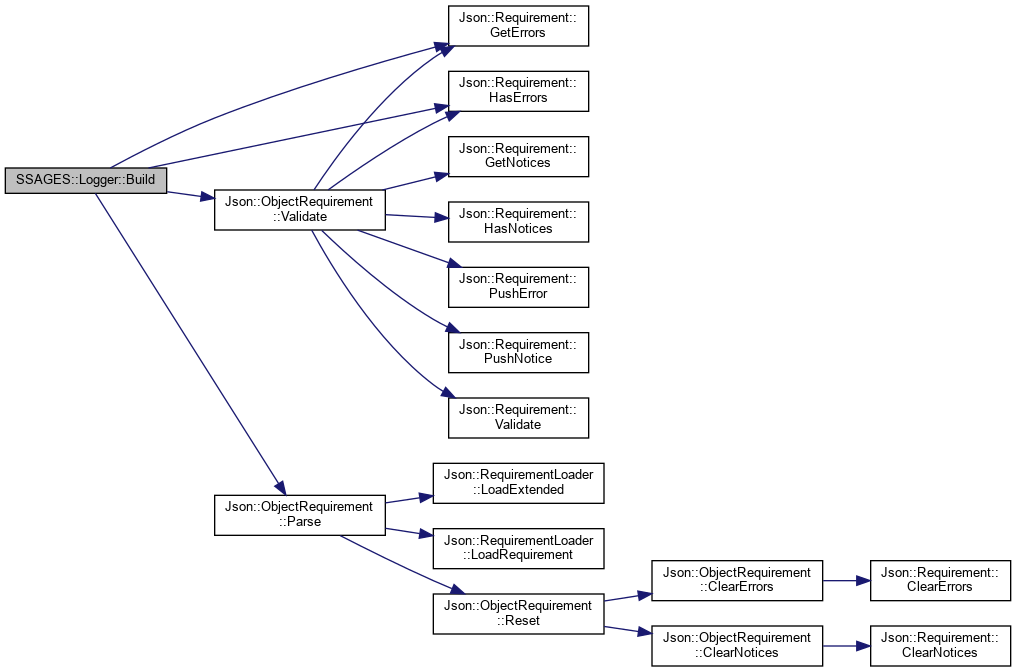 Json::Requirement::
GetErrors
Json::Requirement::
HasErrors
Json::Requirement::
GetNotices
SSAGES::Logger::Build
Json::ObjectRequirement
::Validate
Json::Requirement::
HasNotices
Json::Requirement::
PushError
Json::Requirement::
PushNotice
Json::Requirement::
Validate
Json::RequirementLoader
::LoadExtended
Json::ObjectRequirement
::Parse
Json::RequirementLoader
::LoadRequirement
Json::ObjectRequirement
::ClearErrors
Json::Requirement::
ClearErrors
Json::ObjectRequirement
::Reset
Json::ObjectRequirement
::ClearNotices
Json::Requirement::
ClearNotices